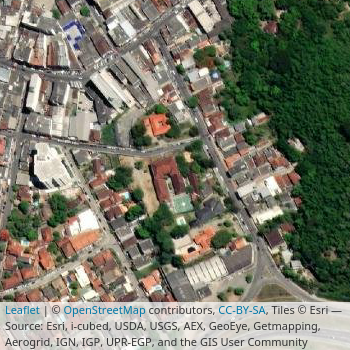 Leaflet | © OpenStreetMap contributors, CC-BY-SA, Tiles © Esri —
Source: Esri, i-cubed, USDA, USGS, AEX, GeoEye, Getmapping,
Aerogrid, IGN, IGP, UPR-EGP, and the GIS User Community